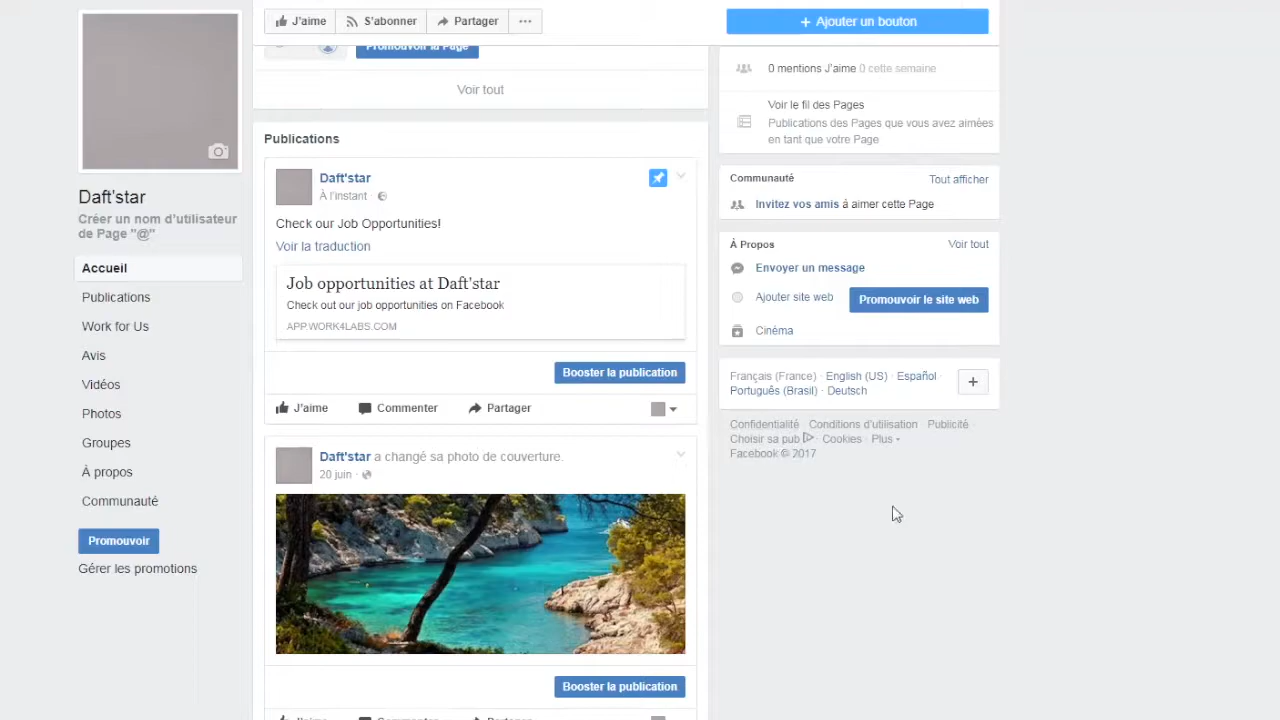 J'aime
S'abonner
Partager
Ajouter un bouton
Promouvoir la Page
Voir tout
Publications
Daft'star
À l'instant ·
Check our Job Opportunities!
Voir la traduction
Job opportunities at Daft'star
Check out our job opportunities on Facebook
APP.WORK4LABS.COM
Booster la publication
J'aime
Commenter
Partager
Daft'star a changé sa photo de couverture.
20 juin ·
Booster la publication
J'aime
Commenter
Partager
Daft'star
Créer un nom d'utilisateur
de Page "@"
Accueil
Publications
Work for Us
Avis
Vidéos
Photos
Groupes
À propos
Communauté
Promouvoir
Gérer les promotions
0 mentions J'aime 0 cette semaine
Voir le fil des Pages
Publications des Pages que vous avez aimées
en tant que votre Page
Communauté
Tout afficher
Invitez vos amis à aimer cette Page
À Propos
Voir tout
Envoyer un message
Ajouter site web
Promouvoir le site web
Cinéma
Français (France) · English (US) · Español ·
Português (Brasil) · Deutsch
Confidentialité · Conditions d'utilisation · Publicité ·
Choisir sa pub · Cookies · Plus
Facebook © 2017